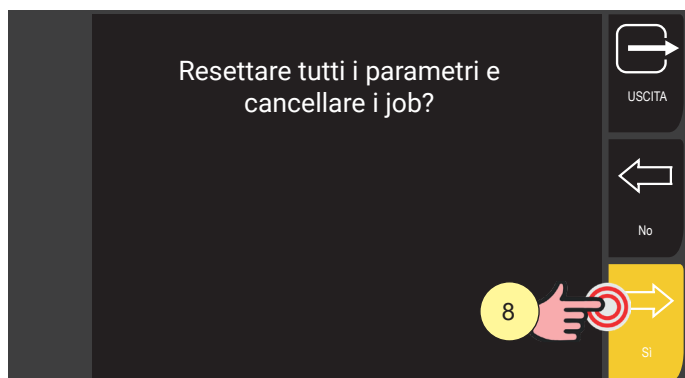 Resettare tutti i parametri e
cancellare i job?
USCITA
No
8
Sì